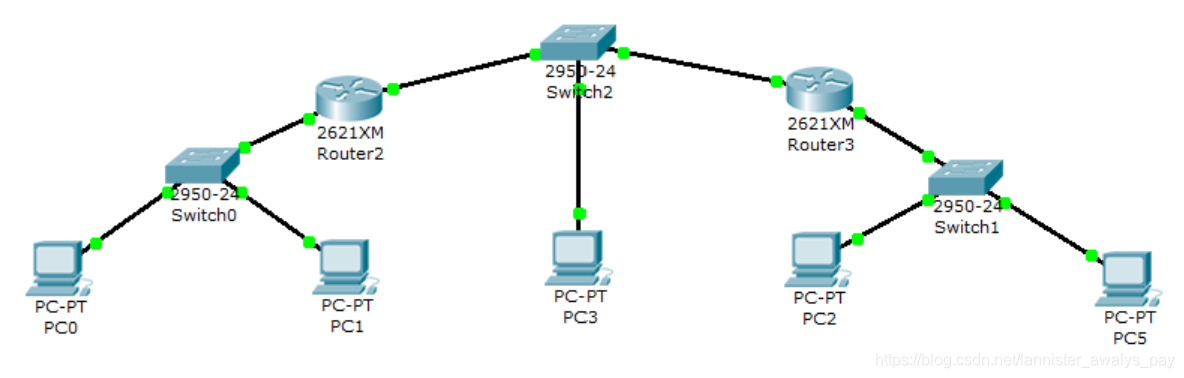 2950-24
Switch2
2621XM
Router2
2621XM
Router3
2950-24
Switch0
2950-24
Switch1
PC-PT
PC0
PC-PT
PC1
PC-PT
PC3
PC-PT
PC2
PC-PT
PC5
https://blog.csdn.net/lannister_awalys_pay